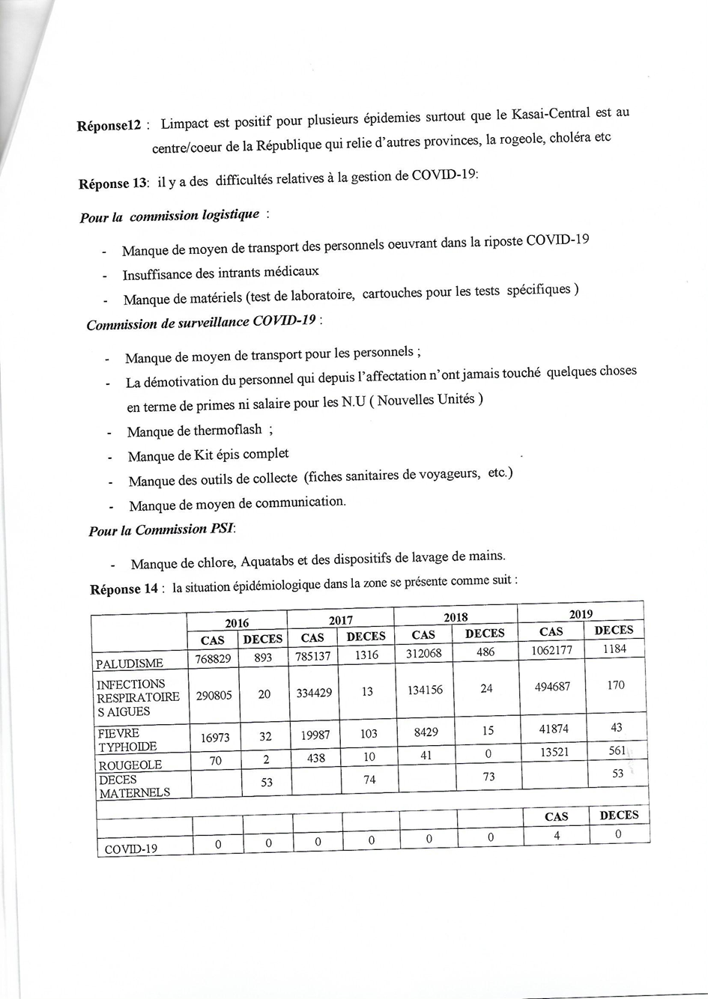 Réponse12 : Limpact est positif pour plusieurs épidemies surtout que le Kasai-Central est au
centre/coeur de la République qui relie d'autres provinces, la rogeole, choléra etc
Réponse 13: il y a des difficultés relatives à la gestion de COVID-19:
Pour la commission logistique :
- Manque de moyen de transport des personnels oeuvrant dans la riposte COVID-19
- Insuffisance des intrants médicaux
- Manque de matériels (test de laboratoire, cartouches pour les tests spécifiques )
Commission de surveillance COVID-19 :
- Manque de moyen de transport pour les personnels ;
- La démotivation du personnel qui depuis l'affectation n'ont jamais touché quelques choses
en terme de primes ni salaire pour les N.U ( Nouvelles Unités )
- Manque de thermoflash ;
- Manque de Kit épis complet
- Manque des outils de collecte (fiches sanitaires de voyageurs, etc.)
- Manque de moyen de communication.
Pour la Commission PSI:
- Manque de chlore, Aquatabs et des dispositifs de lavage de mains.
Réponse 14 : la situation épidémiologique dans la zone se présente comme suit :
2016 2017 2018 2019
CAS DECES CAS DECES CAS DECES CAS DECES
PALUDISME 768829 893 785137 1316 312068 486 1062177 1184
INFECTIONS
RESPIRATOIRE 290805 20 334429 13 134156 24 494687 170
S AIGUES
FIEVRE
TYPHOIDE 16973 32 19987 103 8429 15 41874 43
ROUGEOLE 70 2 438 10 41 0 13521 561
DECES
MATERNELS 53 74 73 53
CAS DECES
COVID-19 0 0 0 0 0 0 4 0